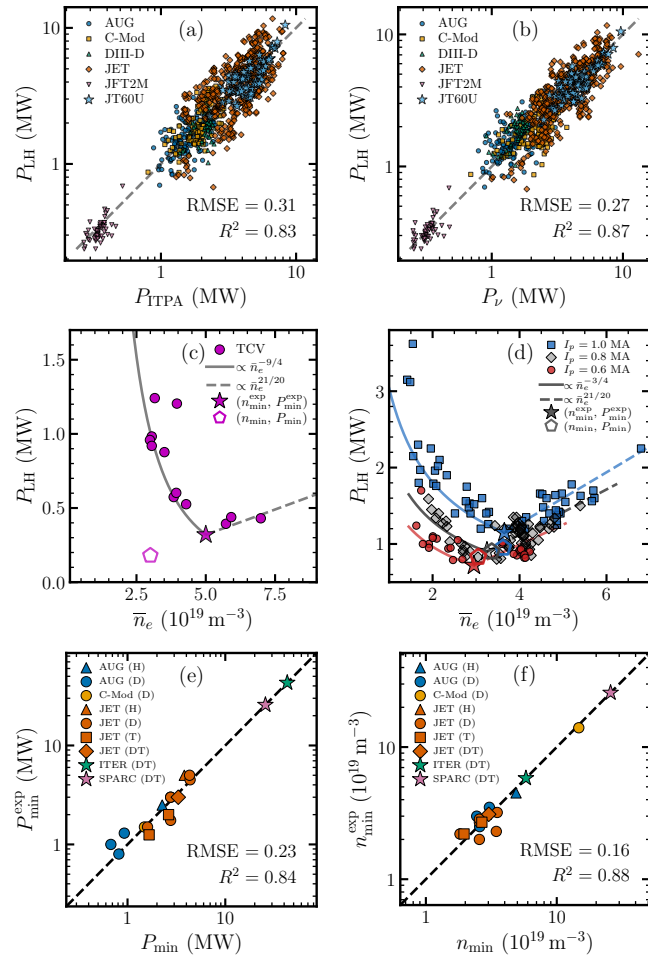 (a)
AUG
C-Mod
DIII-D
JET
JFT2M
JT60U
RMSE = 0.31
R² = 0.83
P_LH (MW)
10
1
1
10
P_ITPA (MW)
(b)
AUG
C-Mod
DIII-D
JET
JFT2M
JT60U
RMSE = 0.27
R² = 0.87
P_LH (MW)
10
1
1
10
P_ν (MW)
(c)
TCV
∝ n̄_e^{-9/4}
∝ n̄_e^{21/20}
(n_min^exp, P_min^exp)
(n_min, P_min)
P_LH (MW)
1.5
1.0
0.5
0.0
2.5
5.0
7.5
n̄_e (10^19 m^-3)
(d)
I_p = 1.0 MA
I_p = 0.8 MA
I_p = 0.6 MA
∝ n̄_e^{-3/4}
∝ n̄_e^{21/20}
(n_min^exp, P_min^exp)
(n_min, P_min)
P_LH (MW)
3
2
1
2
4
6
n̄_e (10^19 m^-3)
(e)
AUG (H)
AUG (D)
C-Mod (D)
JET (H)
JET (D)
JET (T)
JET (DT)
ITER (DT)
SPARC (DT)
RMSE = 0.23
R² = 0.84
P_min^exp (MW)
10
1
1
10
P_min (MW)
(f)
AUG (H)
AUG (D)
C-Mod (D)
JET (H)
JET (D)
JET (T)
JET (DT)
ITER (DT)
SPARC (DT)
RMSE = 0.16
R² = 0.88
n_min^exp (10^19 m^-3)
10
1
1
10
n_min (10^19 m^-3)